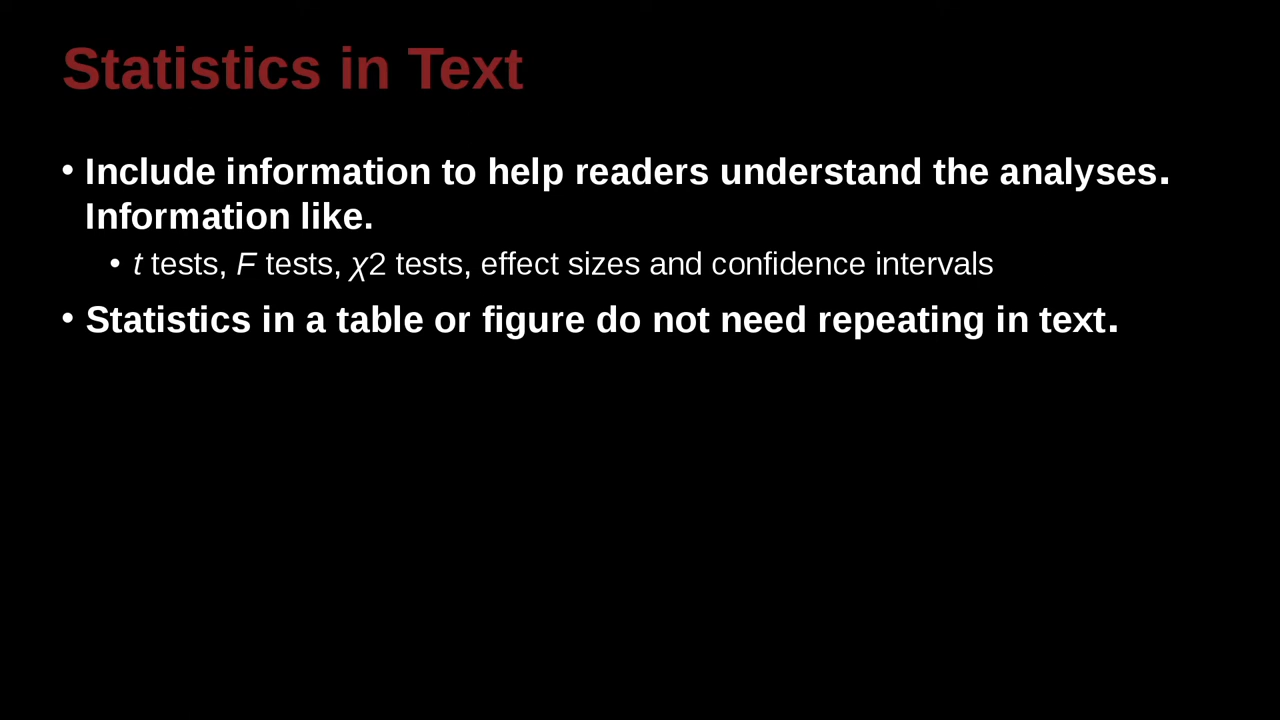 Statistics in Text
• Include information to help readers understand the analyses.
Information like.
• t tests, F tests, χ2 tests, effect sizes and confidence intervals
• Statistics in a table or figure do not need repeating in text.